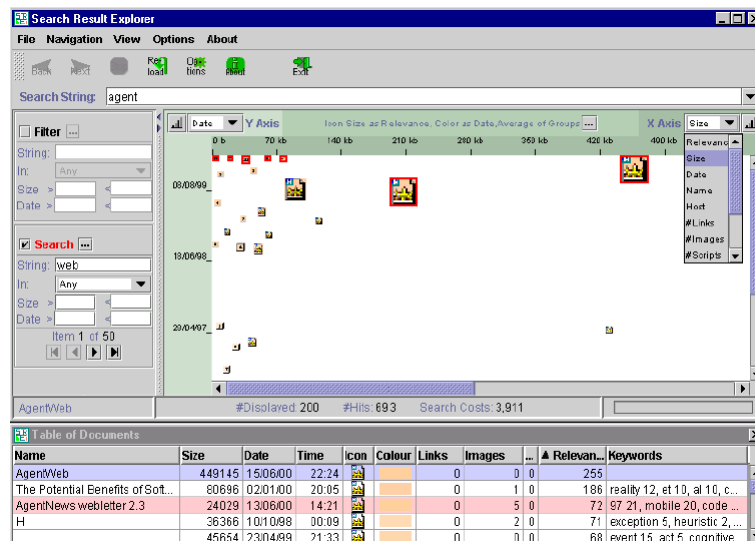 Search Result Explorer
File Navigation View Options About
Back Next Re load Op tions About Exit
Search String: agent
Filter ...
String:
In: Any
Size > <
Date > <
Search ...
String: web
In: Any
Size > <
Date > <
Item 1 of 50
Date Y Axis Icon Size as Relevance, Color as Date,Average of Groups ... X Axis Size
0 b 70 kb 140 kb 210 kb 280 kb 350 kb 420 kb 400 kb
08/08/99
18/06/98
20/04/97
Relevanc
Size
Date
Name
Host
#Links
#Images
#Scripts
AgentWeb #Displayed: 200 #Hits: 693 Search Costs: 3,911
Table of Documents
Name Size Date Time Icon Colour Links Images ... Relevan... Keywords
AgentWeb 449145 15/06/00 22:24 0 0 0 255
The Potential Benefits of Soft... 80696 02/01/00 20:05 0 1 0 186 reality 12, et 10, al 10, c...
AgentNews webletter 2.3 24029 13/06/00 14:21 0 5 0 72 97 21, mobile 20, code ...
H 36366 10/10/98 00:09 0 2 0 71 exception 5, heuristic 2, ...
45654 23/04/99 21:33 0 0 0 68 event 15, act 5, cognitive